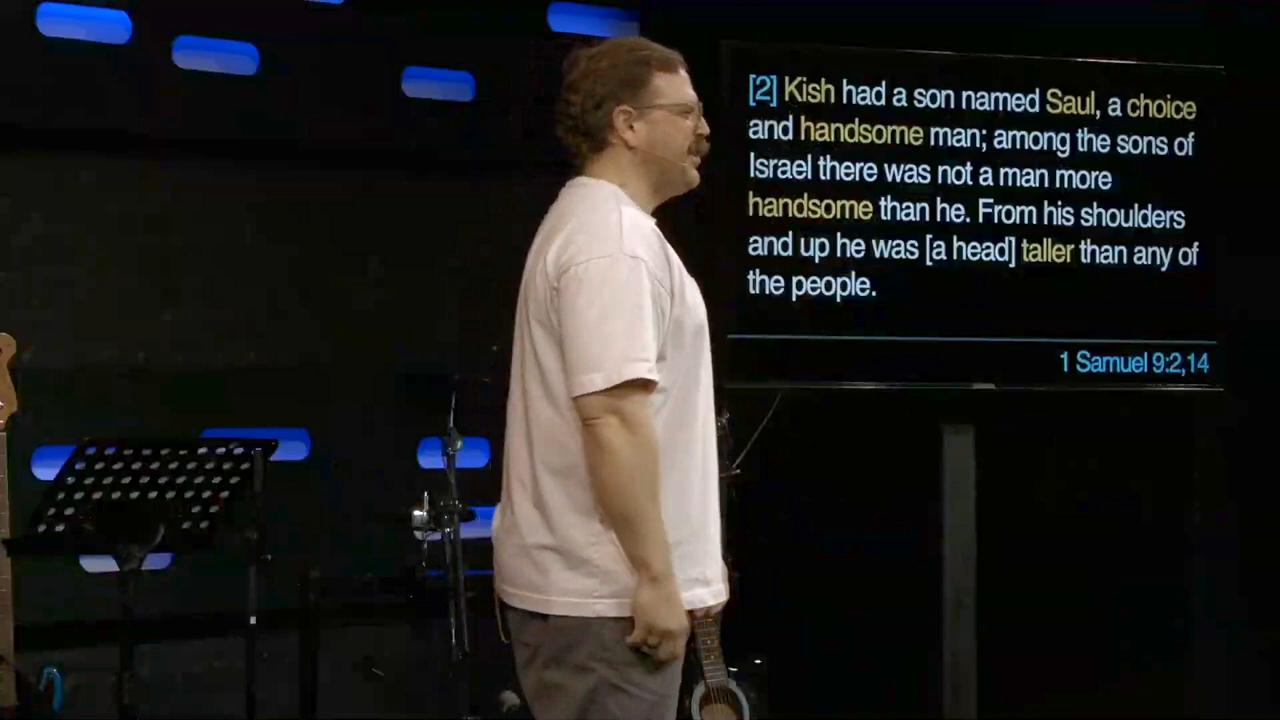 [2] Kish had a son named Saul, a choice
and handsome man; among the sons of
Israel there was not a man more
handsome than he. From his shoulders
and up he was [a head] taller than any of
the people.
1 Samuel 9:2,14